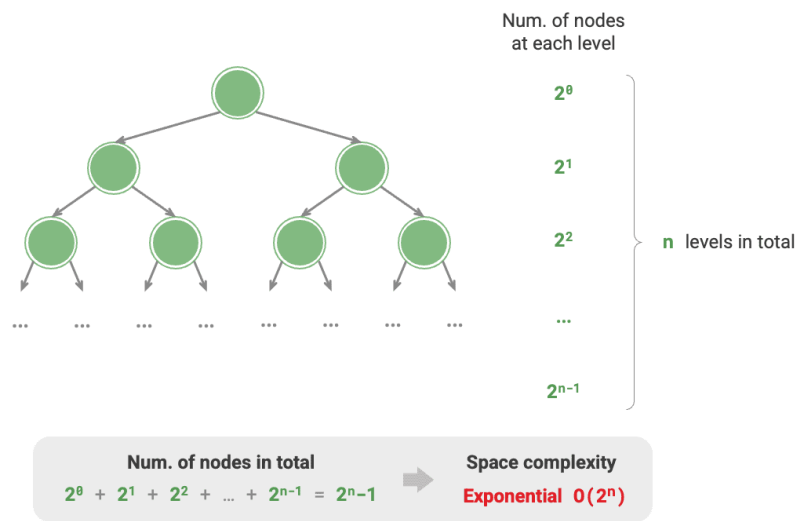 Num. of nodes
at each level
2⁰
2¹
2²
n levels in total
... ... ... ... ... ... ... ...
...
2ⁿ⁻¹
Num. of nodes in total
2⁰ + 2¹ + 2² + ... + 2ⁿ⁻¹ = 2ⁿ-1
Space complexity
Exponential O(2ⁿ)